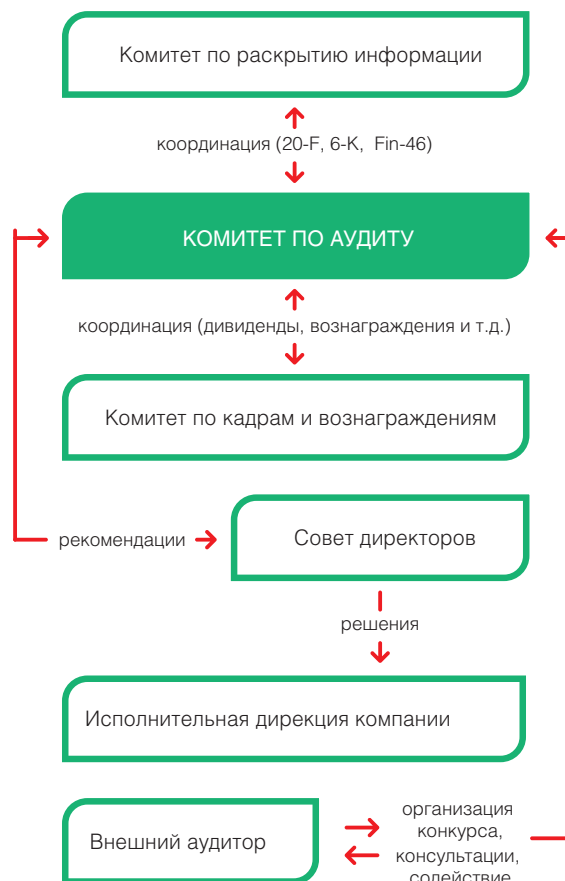 Комитет по раскрытию информации
координация (20-F, 6-K, Fin-46)
КОМИТЕТ ПО АУДИТУ
координация (дивиденды, вознаграждения и т.д.)
Комитет по кадрам и вознаграждениям
рекомендации
Совет директоров
решения
Исполнительная дирекция компании
Внешний аудитор
организация
конкурса,
консультации,
содействие